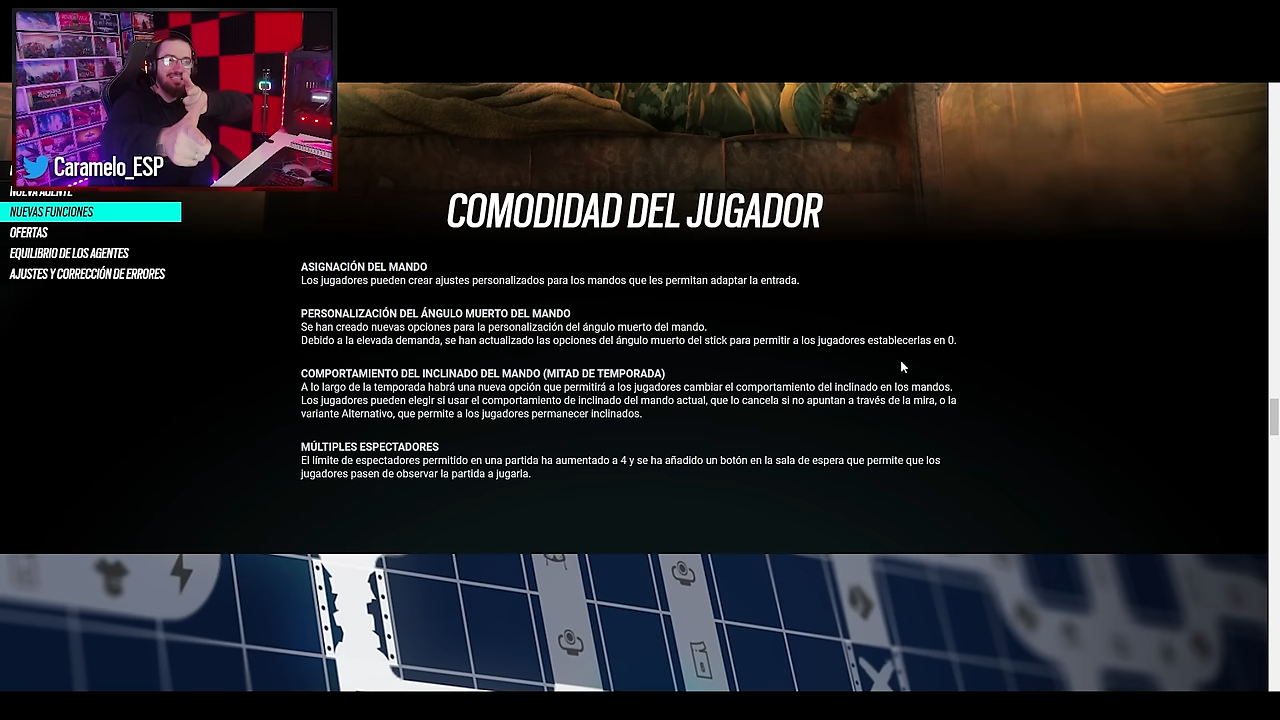 Caramelo_ESP
NUEVA AGENTE
NUEVAS FUNCIONES
OFERTAS
EQUILIBRIO DE LOS AGENTES
AJUSTES Y CORRECCIÓN DE ERRORES
COMODIDAD DEL JUGADOR
ASIGNACIÓN DEL MANDO
Los jugadores pueden crear ajustes personalizados para los mandos que les permitan adaptar la entrada.
PERSONALIZACIÓN DEL ÁNGULO MUERTO DEL MANDO
Se han creado nuevas opciones para la personalización del ángulo muerto del mando.
Debido a la elevada demanda, se han actualizado las opciones del ángulo muerto del stick para permitir a los jugadores establecerlas en 0.
COMPORTAMIENTO DEL INCLINADO DEL MANDO (MITAD DE TEMPORADA)
A lo largo de la temporada habrá una nueva opción que permitirá a los jugadores cambiar el comportamiento del inclinado en los mandos.
Los jugadores pueden elegir si usar el comportamiento de inclinado del mando actual, que lo cancela si no apuntan a través de la mira, o la
variante Alternativo, que permite a los jugadores permanecer inclinados.
MÚLTIPLES ESPECTADORES
El límite de espectadores permitido en una partida ha aumentado a 4 y se ha añadido un botón en la sala de espera que permite que los
jugadores pasen de observar la partida a jugarla.